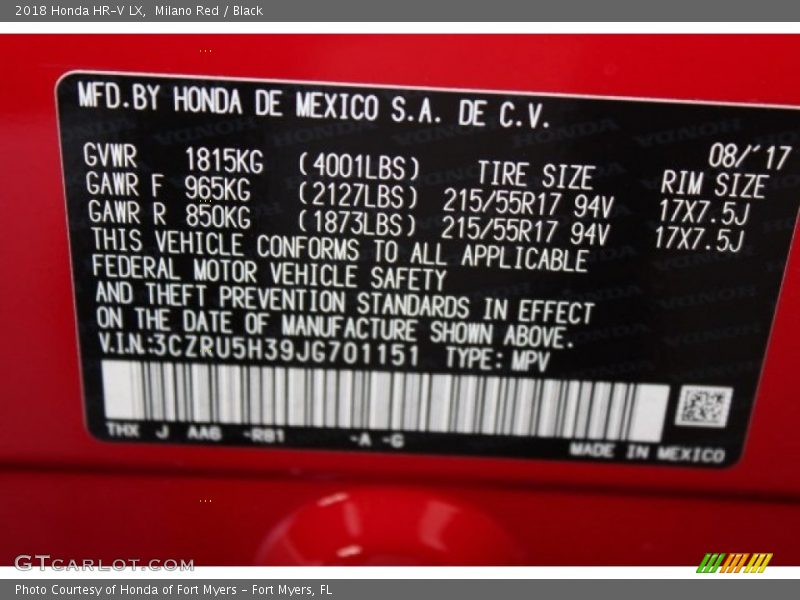 2018 Honda HR-V LX,  Milano Red / Black
MFD.BY HONDA DE MEXICO S.A. DE C.V.
08/'17
GVWR 1815KG (4001LBS) TIRE SIZE RIM SIZE
GAWR F 965KG (2127LBS) 215/55R17 94V 17X7.5J
GAWR R 850KG (1873LBS) 215/55R17 94V 17X7.5J
THIS VEHICLE CONFORMS TO ALL APPLICABLE
FEDERAL MOTOR VEHICLE SAFETY
AND THEFT PREVENTION STANDARDS IN EFFECT
ON THE DATE OF MANUFACTURE SHOWN ABOVE.
V.I.N:3CZRU5H39JG701151 TYPE: MPV
THX J AA6 -RB1 -A -G
MADE IN MEXICO
GTCARLOT.COM
Photo Courtesy of Honda of Fort Myers - Fort Myers, FL